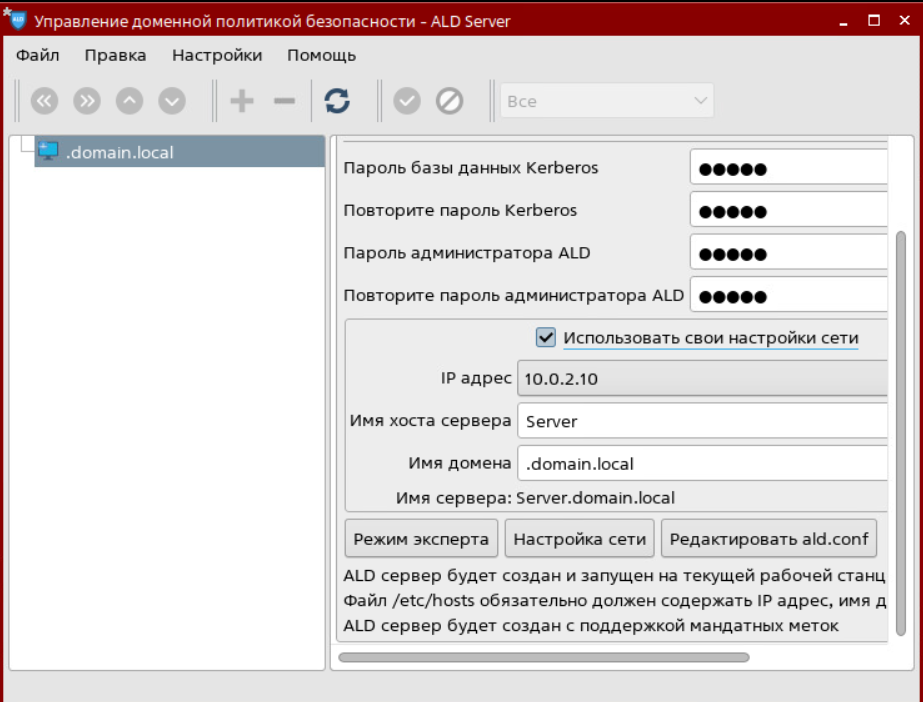 Управление доменной политикой безопасности - ALD Server
Файл Правка Настройки Помощь
Все
.domain.local
Пароль базы данных Kerberos
Повторите пароль Kerberos
Пароль администратора ALD
Повторите пароль администратора ALD
Использовать свои настройки сети
IP адрес 10.0.2.10
Имя хоста сервера Server
Имя домена .domain.local
Имя сервера: Server.domain.local
Режим эксперта Настройка сети Редактировать ald.conf
ALD сервер будет создан и запущен на текущей рабочей станц
Файл /etc/hosts обязательно должен содержать IP адрес, имя д
ALD сервер будет создан с поддержкой мандатных меток